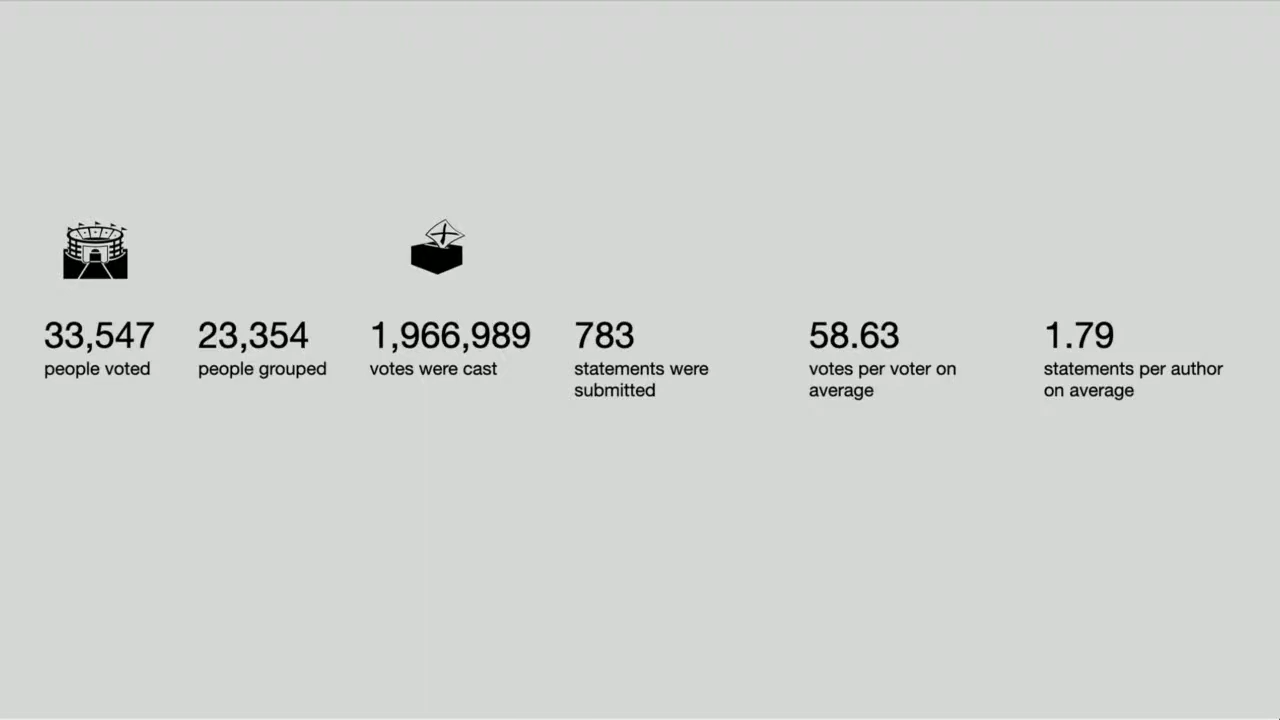 33,547
people voted
23,354
people grouped
1,966,989
votes were cast
783
statements were
submitted
58.63
votes per voter on
average
1.79
statements per author
on average